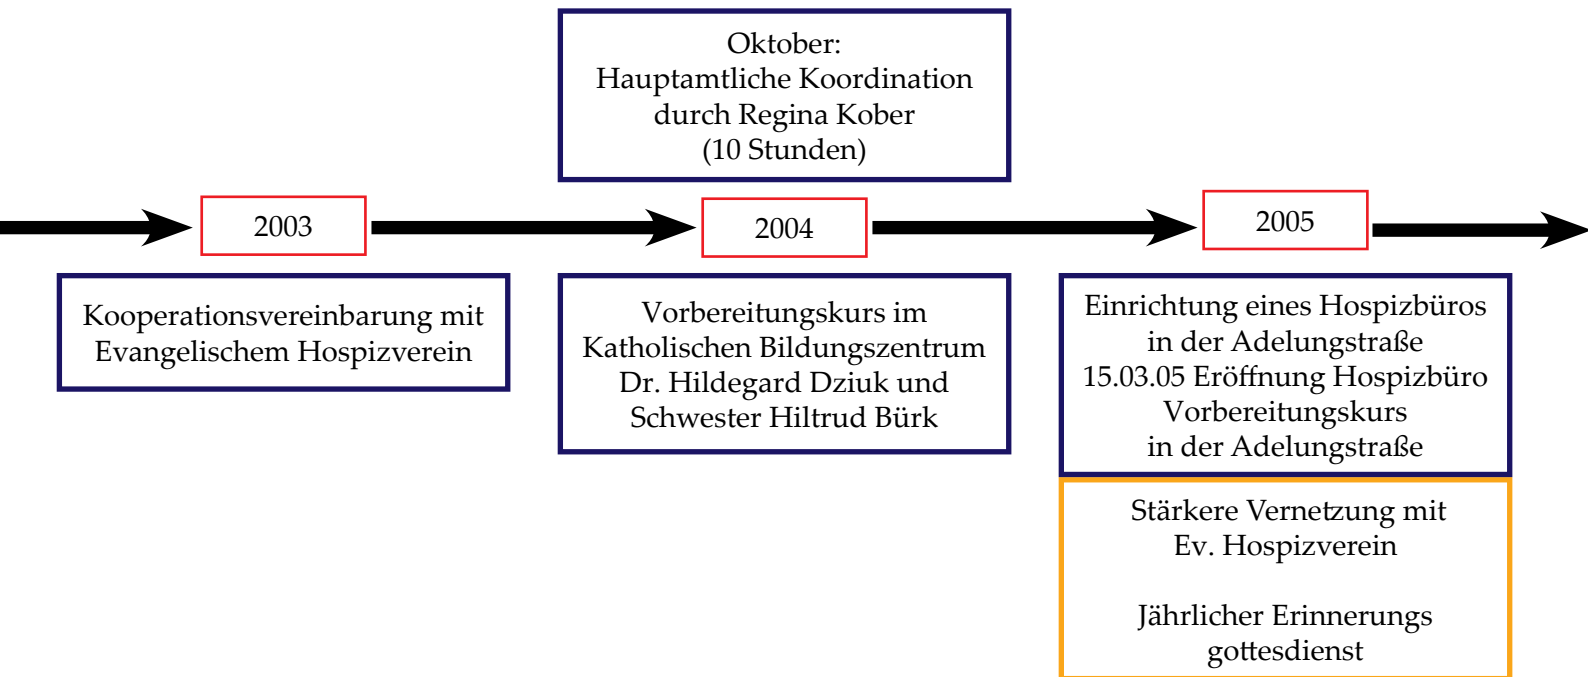 Oktober:
Hauptamtliche Koordination
durch Regina Kober
(10 Stunden)
2003
2004
2005
Kooperationsvereinbarung mit
Evangelischem Hospizverein
Vorbereitungskurs im
Katholischen Bildungszentrum
Dr. Hildegard Dziuk und
Schwester Hiltrud Bürk
Einrichtung eines Hospizbüros
in der Adelungstraße
15.03.05 Eröffnung Hospizbüro
Vorbereitungskurs
in der Adelungstraße
Stärkere Vernetzung mit
Ev. Hospizverein
Jährlicher Erinnerungs
gottesdienst